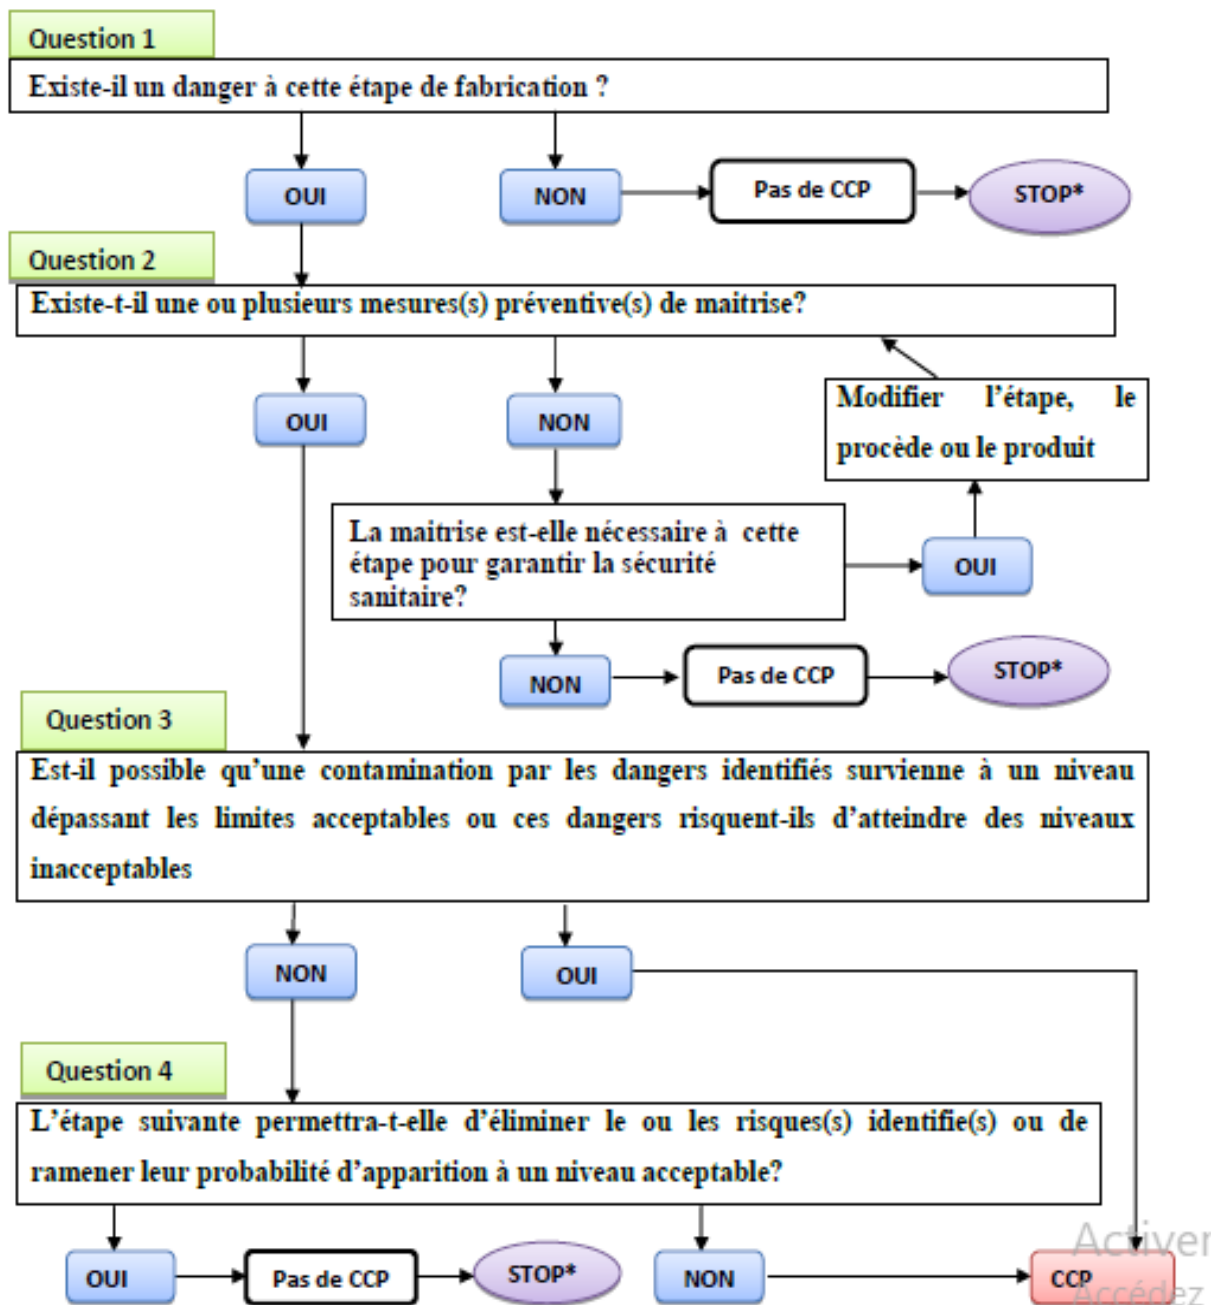 Question 1
Existe-il un danger à cette étape de fabrication ?
OUI
NON
Pas de CCP
STOP*
Question 2
Existe-t-il une ou plusieurs mesures(s) préventive(s) de maitrise?
OUI
NON
Modifier l'étape, le
procède ou le produit
La maitrise est-elle nécessaire à cette
étape pour garantir la sécurité
sanitaire?
OUI
NON
Pas de CCP
STOP*
Question 3
Est-il possible qu'une contamination par les dangers identifiés survienne à un niveau
dépassant les limites acceptables ou ces dangers risquent-ils d'atteindre des niveaux
inacceptables
NON
OUI
Question 4
L'étape suivante permettra-t-elle d'éliminer le ou les risques(s) identifie(s) ou de
ramener leur probabilité d'apparition à un niveau acceptable?
OUI
Pas de CCP
STOP*
NON
CCP
Activer
Accédez